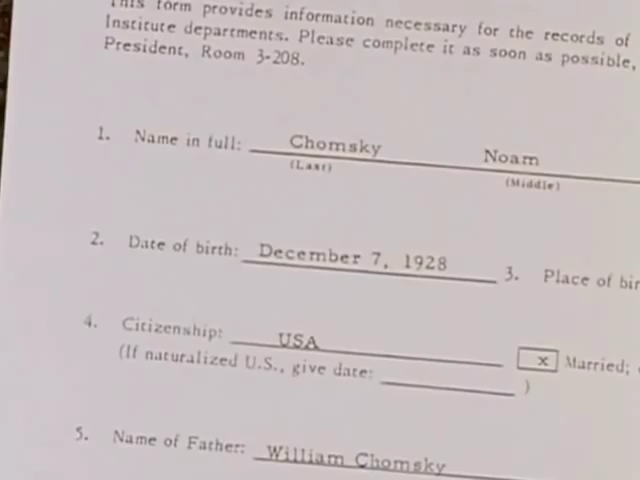 This form provides information necessary for the records of
Institute departments. Please complete it as soon as possible,
President, Room 3-208.
1. Name in full: Chomsky Noam
(Last) (Middle)
2. Date of birth: December 7, 1928 3. Place of bir
4. Citizenship: USA x Married;
(If naturalized U.S., give date: )
5. Name of Father: William Chomsky